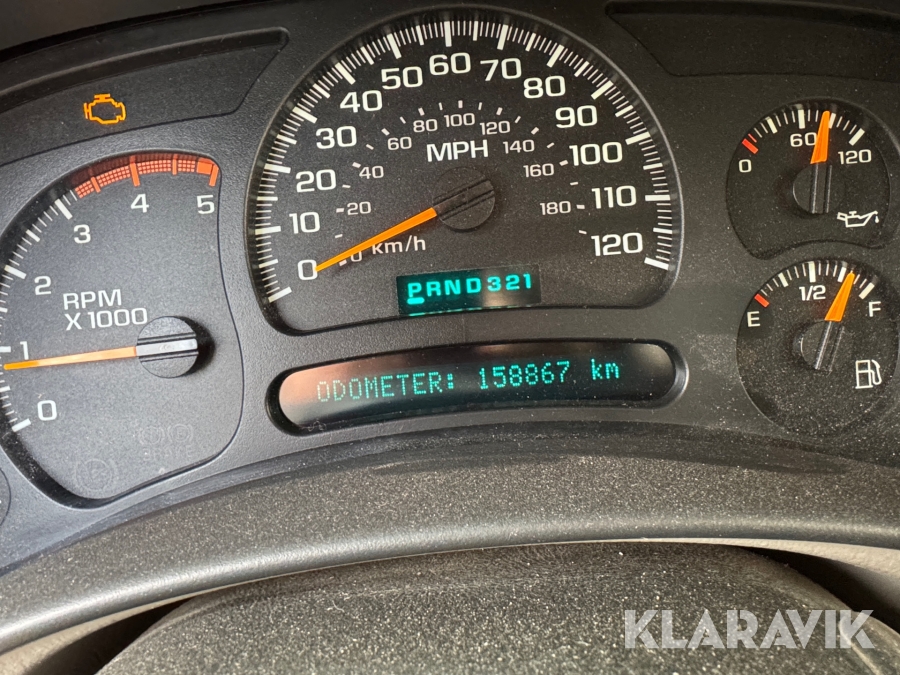 0 10 20 30 40 50 60 70 80 90 100 110 120
0 20 40 60 80 100 120 140 160 180
MPH
km/h
PRND321
ODOMETER: 158867 km
0 1 2 3 4 5
RPM
X1000
0 60 120
E 1/2 F
BRAKE
KLARAVIK